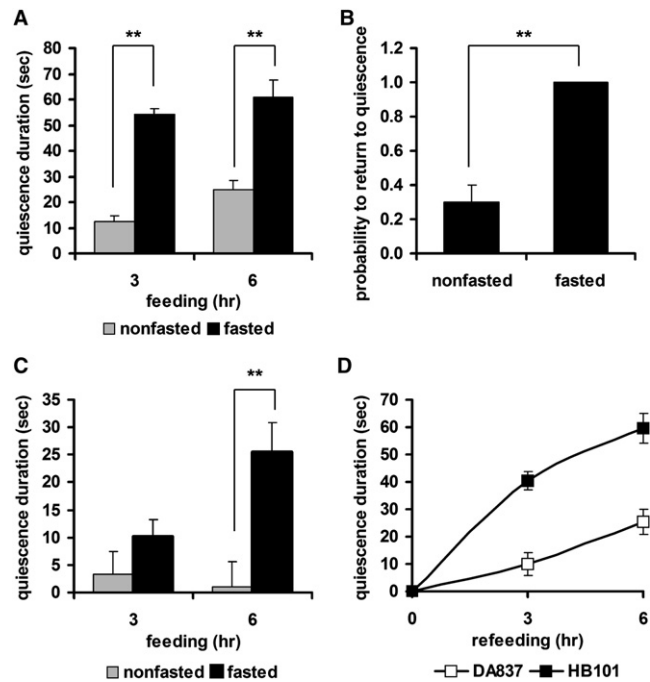 A
quiescence duration (sec)
80
70
60
50
40
30
20
10
0
**
**
3
6
feeding (hr)
nonfasted fasted
B
probability to return to quiescence
1.2
1.0
0.8
0.6
0.4
0.2
0.0
**
nonfasted fasted
C
quiescence duration (sec)
35
30
25
20
15
10
5
0
**
3
6
feeding (hr)
nonfasted fasted
D
quiescence duration (sec)
70
60
50
40
30
20
10
0
0
3
6
refeeding (hr)
DA837 HB101